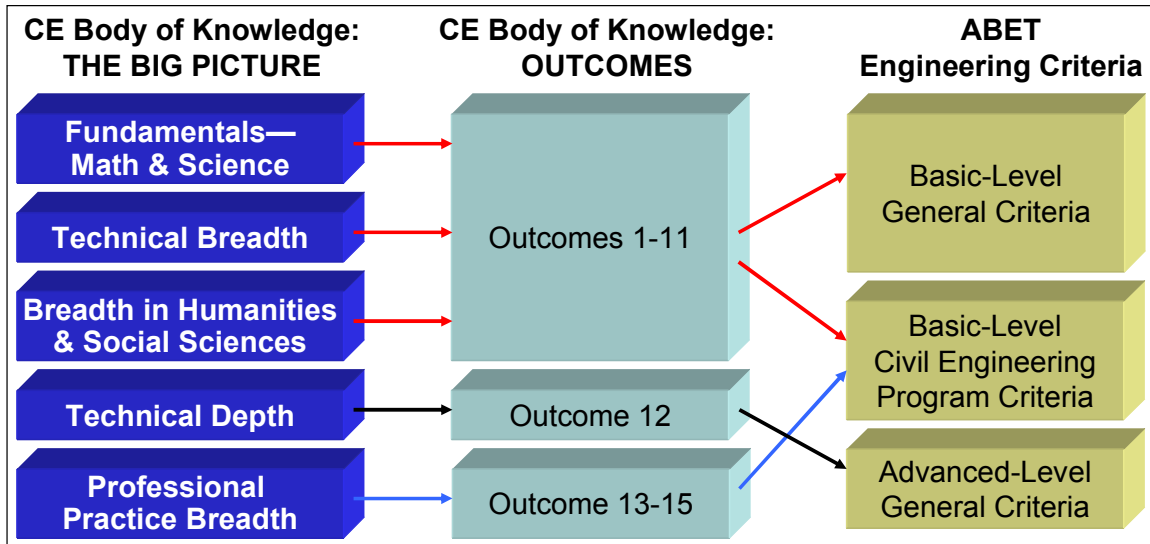 CE Body of Knowledge:
THE BIG PICTURE
Fundamentals—
Math & Science
Technical Breadth
Breadth in Humanities
& Social Sciences
Technical Depth
Professional
Practice Breadth
CE Body of Knowledge:
OUTCOMES
Outcomes 1-11
Outcome 12
Outcome 13-15
ABET
Engineering Criteria
Basic-Level
General Criteria
Basic-Level
Civil Engineering
Program Criteria
Advanced-Level
General Criteria